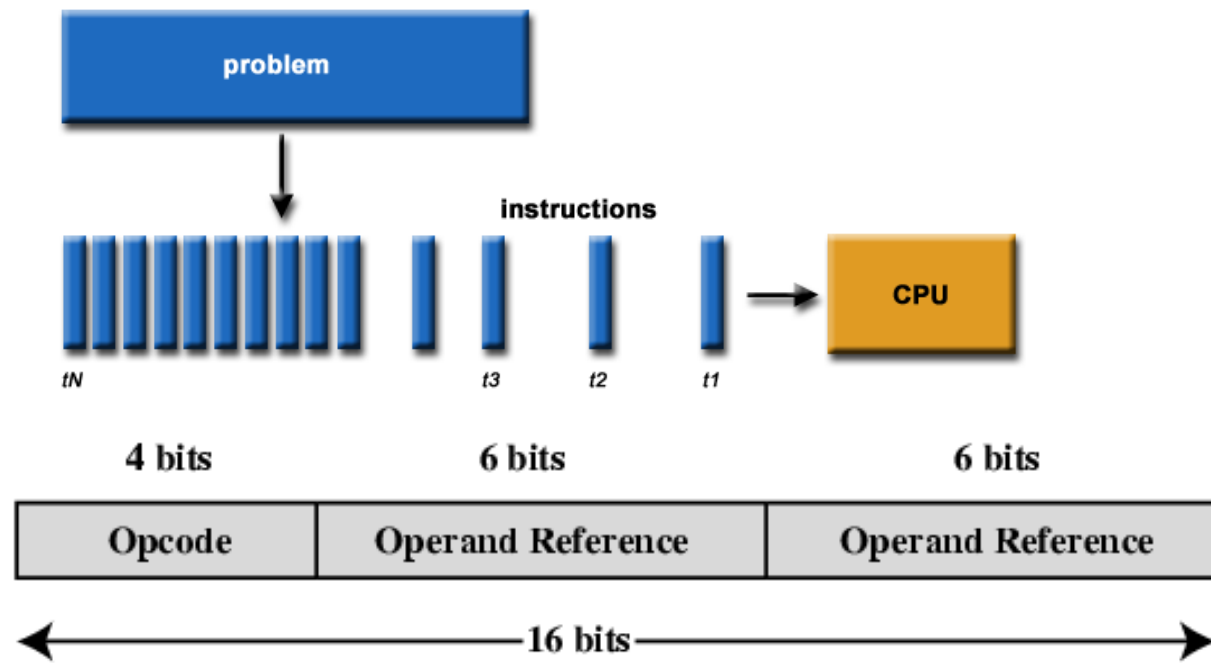 problem
instructions
CPU
tN t3 t2 t1
4 bits 6 bits 6 bits
Opcode Operand Reference Operand Reference
16 bits